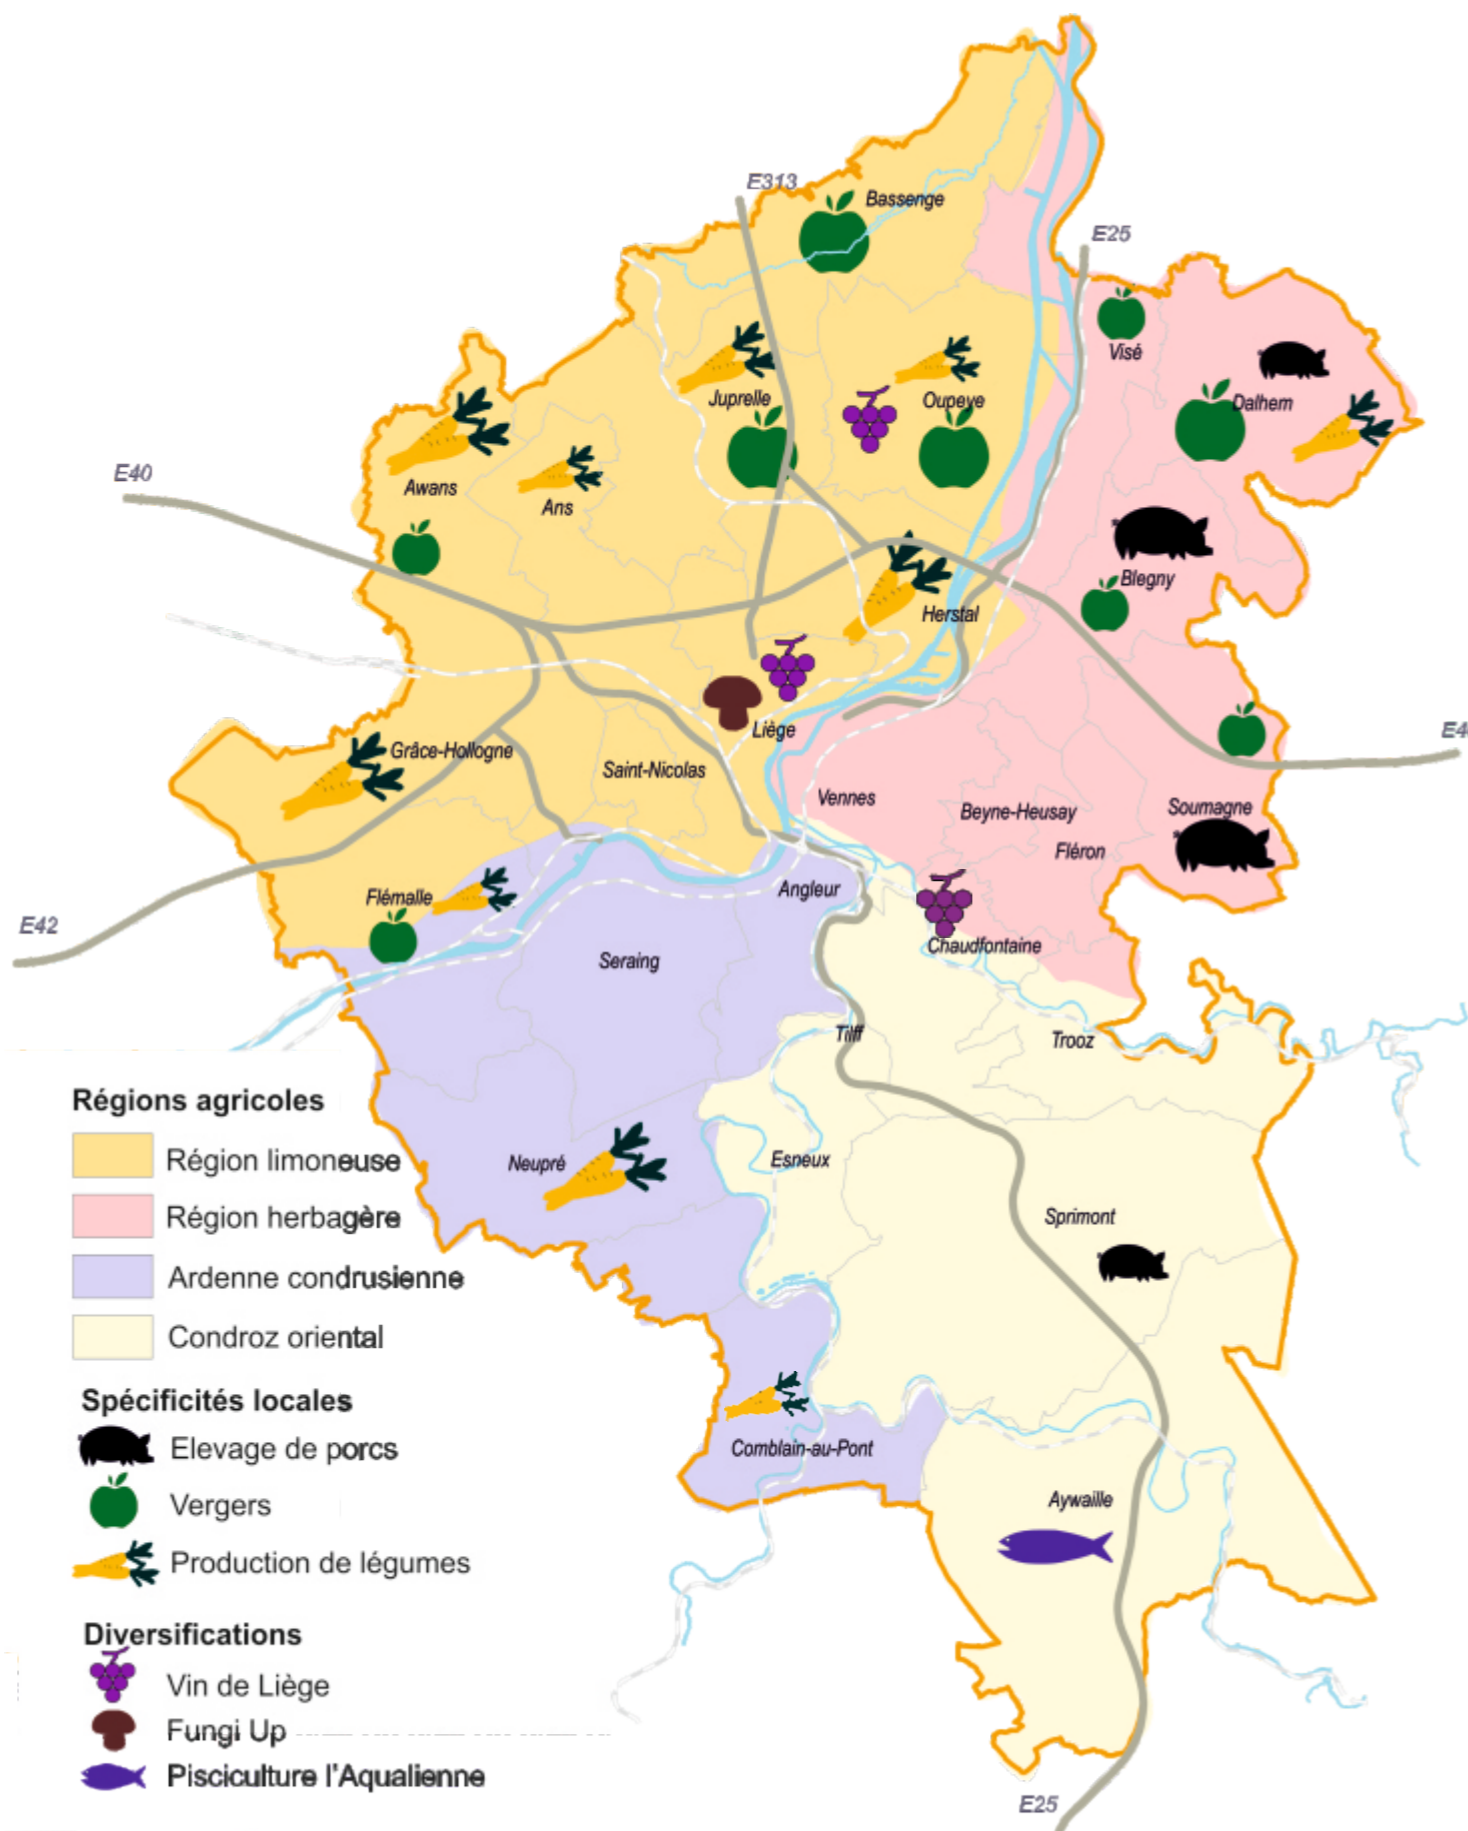 E313
Bassenge
E25
Visé
Juprelle
Oupeye
Dalhem
E40
Awans
Ans
Blegny
Herstal
Liège
E4
Grâce-Hollogne
Saint-Nicolas
Vennes
Beyne-Heusay
Soumagne
Fléron
Angleur
Flémalle
E42
Chaudfontaine
Seraing
Tilff
Trooz
Neupré
Esneux
Sprimont
Comblain-au-Pont
Aywaille
E25
Régions agricoles
Région limoneuse
Région herbagère
Ardenne condrusienne
Condroz oriental
Spécificités locales
Elevage de porcs
Vergers
Production de légumes
Diversifications
Vin de Liège
Fungi Up
Pisciculture l'Aqualienne